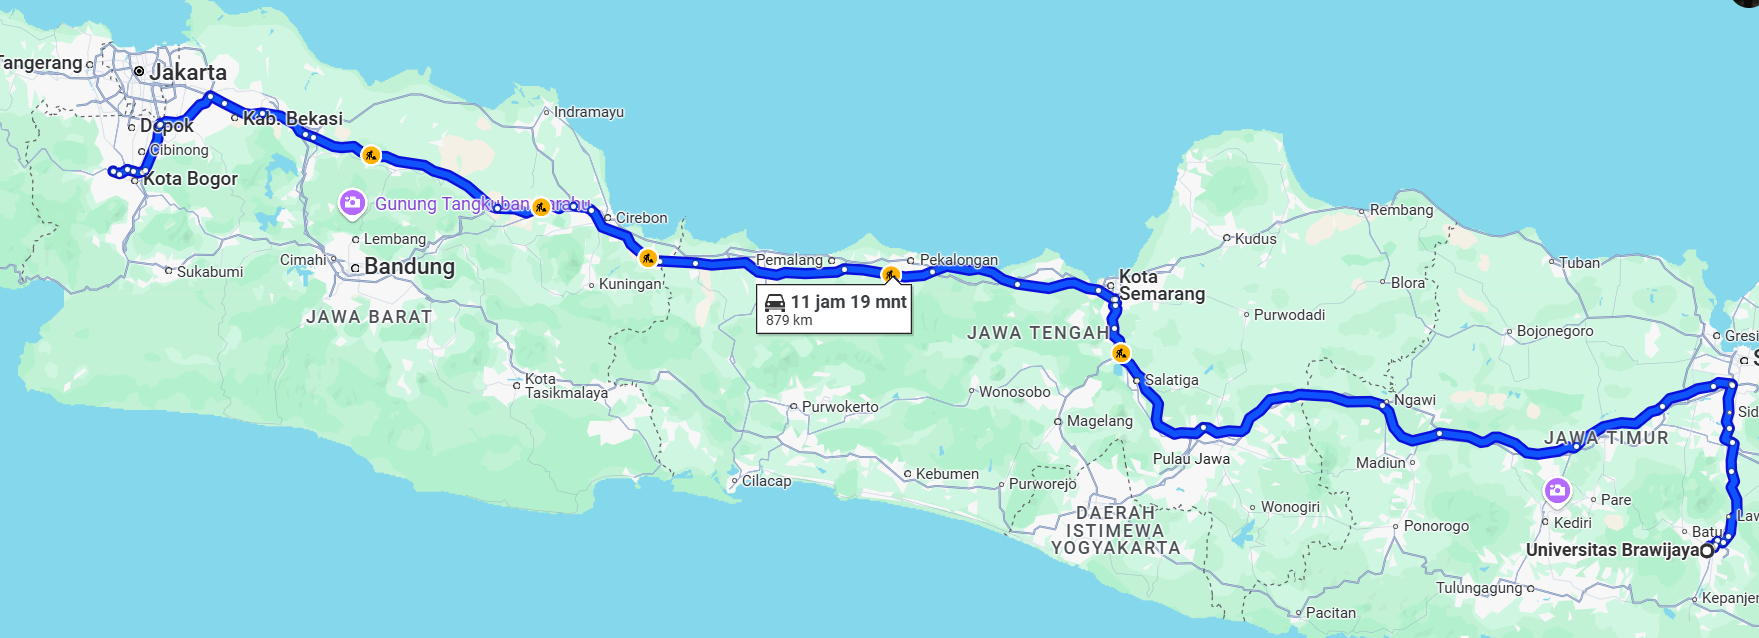 Tangerang
Jakarta
Depok
Kab. Bekasi
Indramayu
Cibinong
Kota Bogor
Gunung Tangkuban Parahu
Cirebon
Rembang
Lembang
Kudus
Cimahi
Bandung
Sukabumi
Pemalang
Pekalongan
Tuban
Kuningan
Kota
Semarang
Blora
11 jam 19 mnt
879 km
JAWA BARAT
Purwodadi
JAWA TENGAH
Bojonegoro
Gresi
S
Kota
Tasikmalaya
Wonosobo
Salatiga
Purwokerto
Ngawi
Sid
Magelang
JAWA TIMUR
Pulau Jawa
Madiun
Cilacap
Kebumen
Purworejo
Pare
Wonogiri
DAERAH
ISTIMEWA
YOGYAKARTA
Ponorogo
Kediri
Law
Batu
Universitas Brawijaya
Tulungagung
Kepanjen
Pacitan